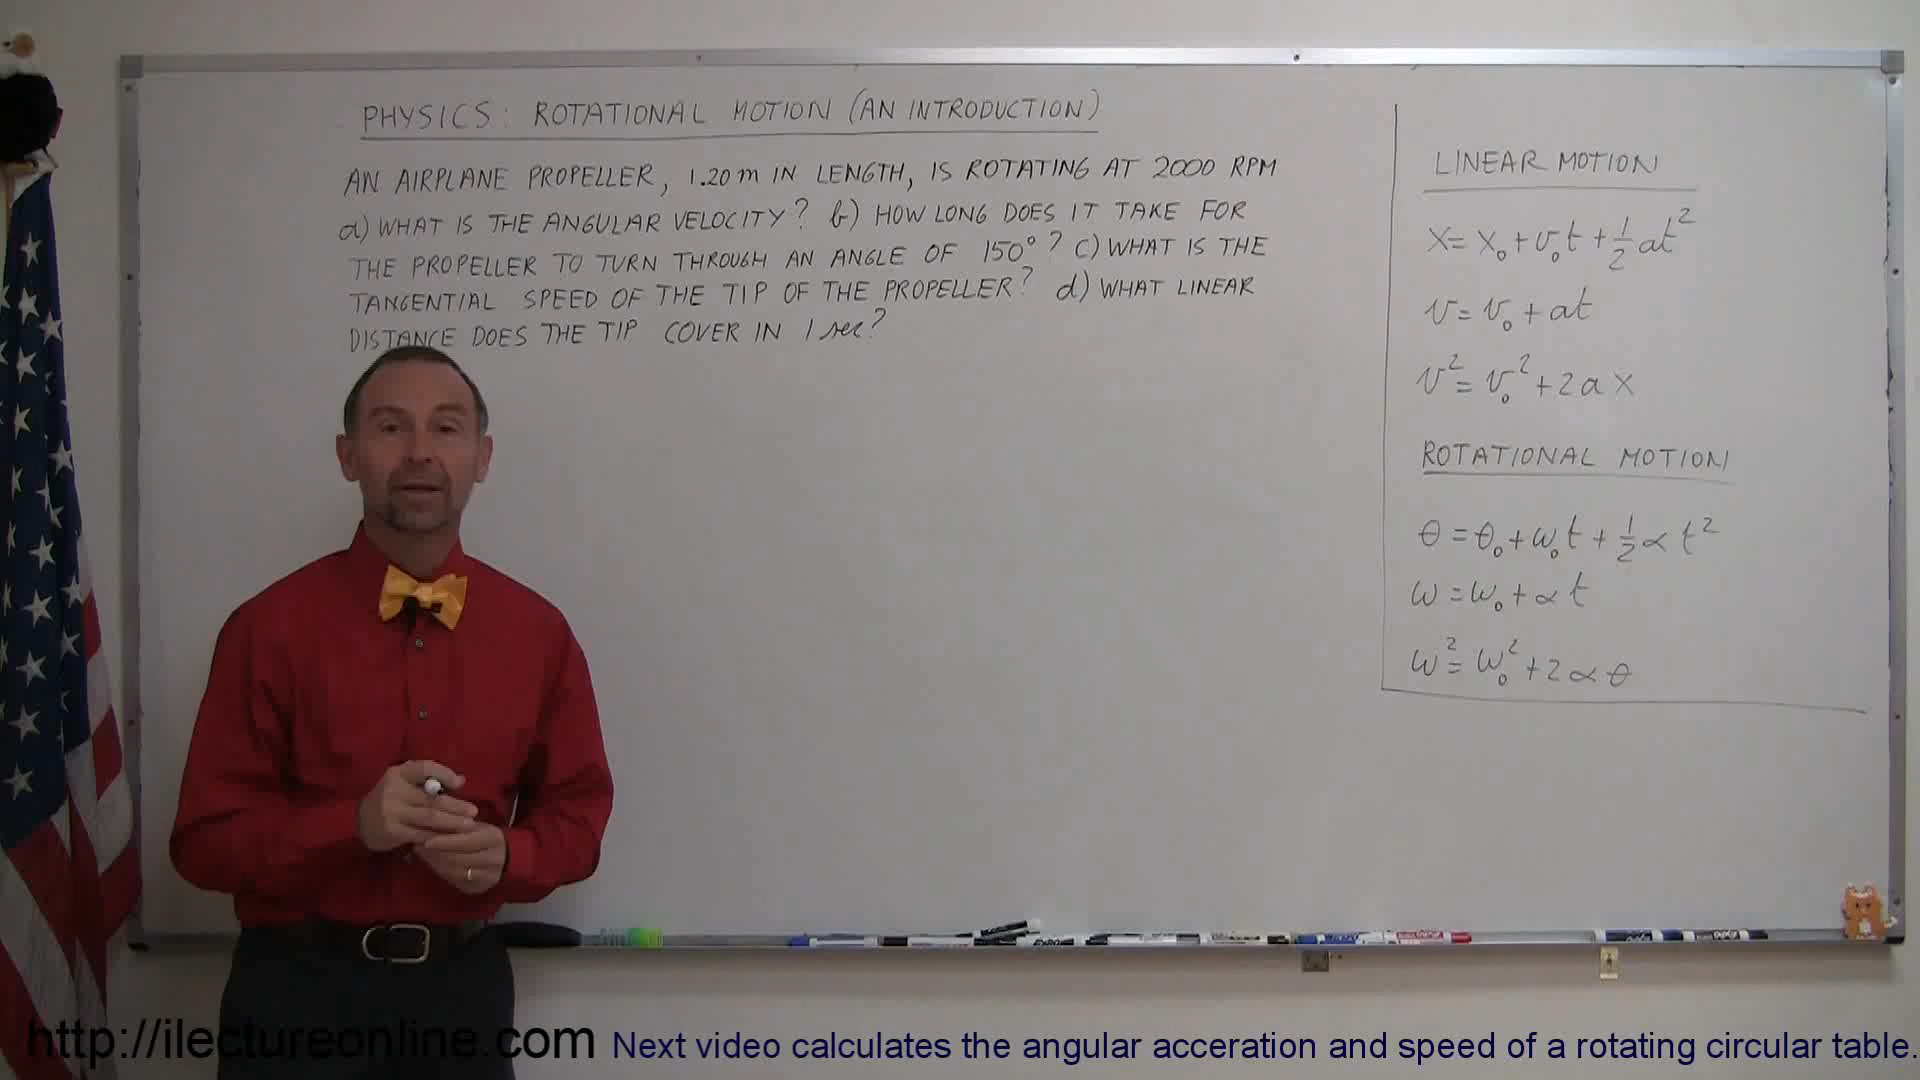 PHYSICS: ROTATIONAL MOTION (AN INTRODUCTION)
AN AIRPLANE PROPELLER, 1.20 m IN LENGTH, IS ROTATING AT 2000 RPM
a) WHAT IS THE ANGULAR VELOCITY? b) HOW LONG DOES IT TAKE FOR
THE PROPELLER TO TURN THROUGH AN ANGLE OF 150°? c) WHAT IS THE
TANGENTIAL SPEED OF THE TIP OF THE PROPELLER? d) WHAT LINEAR
DISTANCE DOES THE TIP COVER IN 1 sec?
LINEAR MOTION
x = x₀ + v₀t + ½at²
v = v₀ + at
v² = v₀² + 2ax
ROTATIONAL MOTION
θ = θ₀ + ω₀t + ½αt²
ω = ω₀ + αt
ω² = ω₀² + 2αθ
http://ilectureonline.com Next video calculates the angular acceration and speed of a rotating circular table.